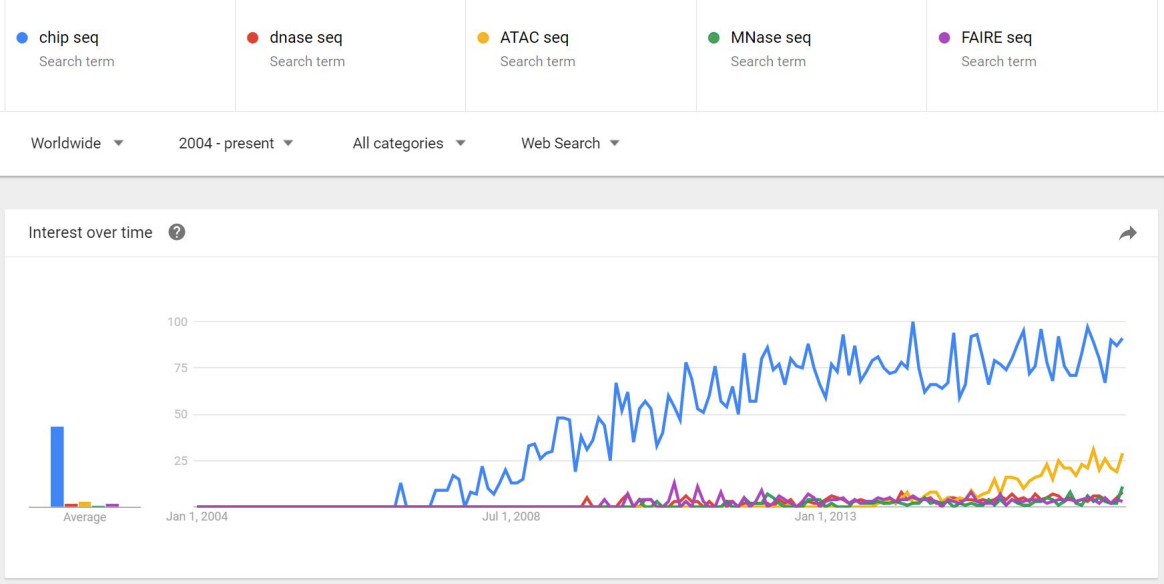 chip seq
Search term
dnase seq
Search term
ATAC seq
Search term
MNase seq
Search term
FAIRE seq
Search term
Worldwide
2004 - present
All categories
Web Search
Interest over time ?
100
75
50
25
Average
Jan 1, 2004
Jul 1, 2008
Jan 1, 2013